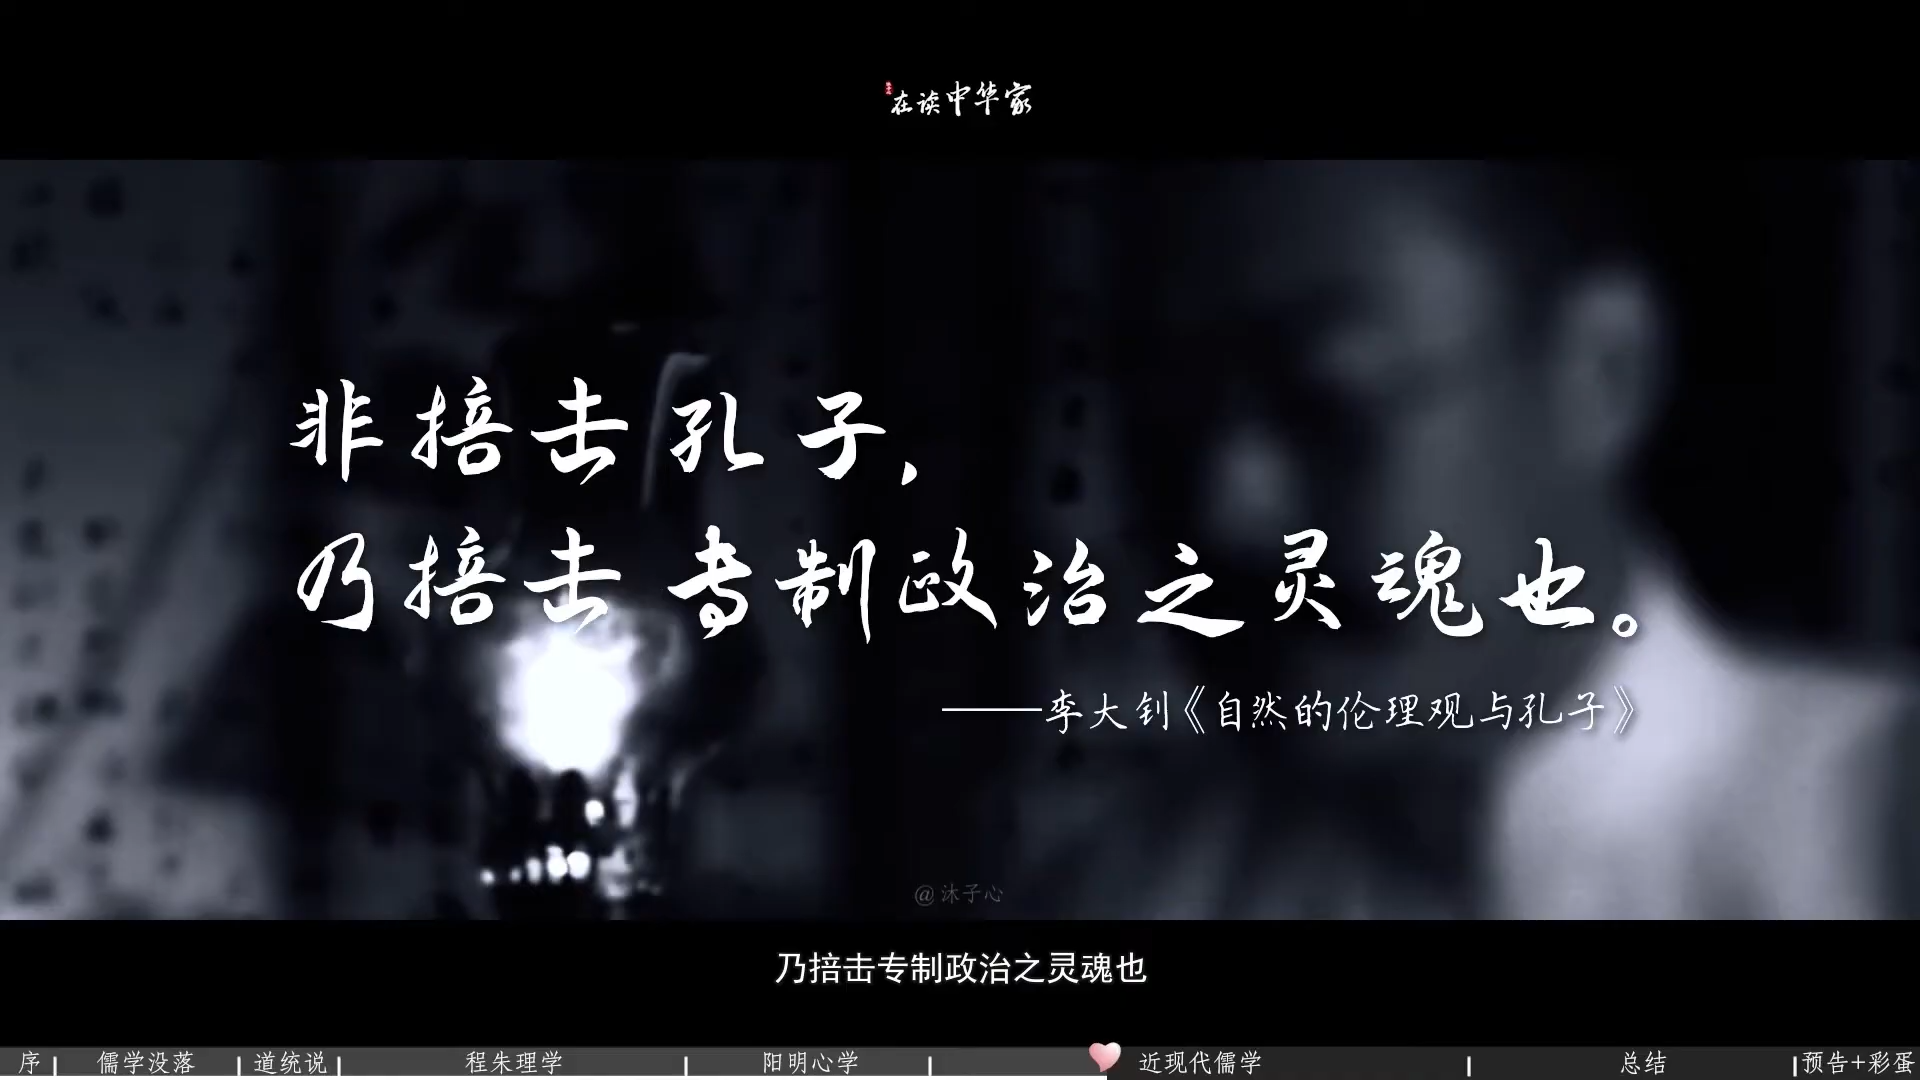 在读中华家
非掊击孔子，
乃掊击专制政治之灵魂也。
——李大钊《自然的伦理观与孔子》
@沐子心
乃掊击专制政治之灵魂也
序 儒学没落 道统说 程朱理学 阳明心学 近现代儒学 总结 预告+彩蛋